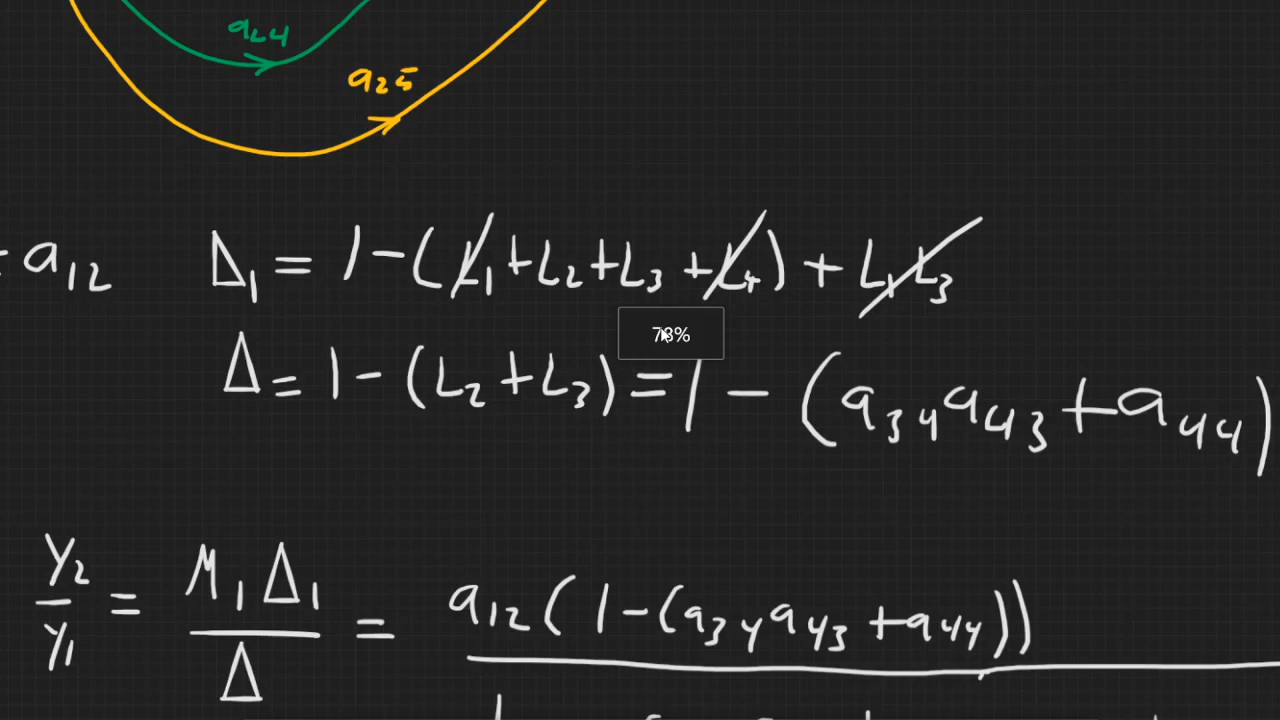 a24
a25
- a12 Δ1 = 1 - (L1 + L2 + L3 + L4) + L1L3
Δ = 1 - (L2 + L3) = 1 - (a34a43 + a44)
Y2/Y1 = M1Δ1/Δ = a12(1 - (a34a43 + a44))